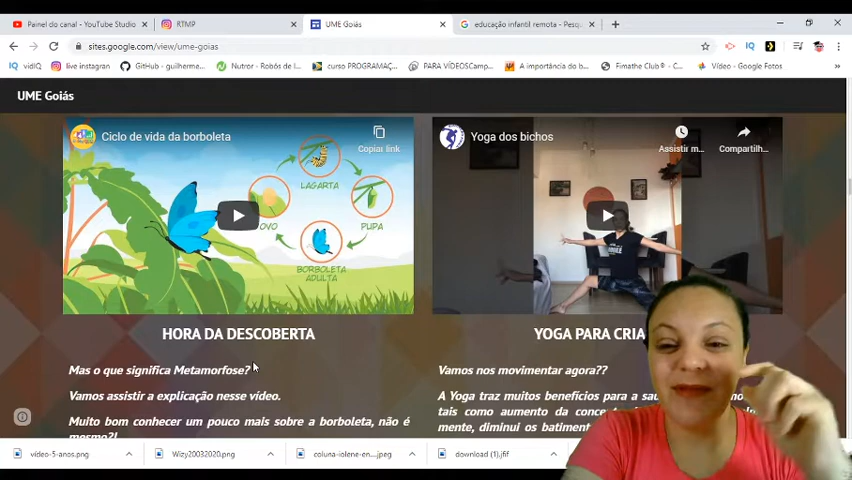 Painel do canal - YouTube Studio
RTMP
UME Goiás
educação infantil remota - Pesq
sites.google.com/view/ume-goias
vidIQ
live instagran
GitHub - guilherme...
Nutror - Robôs de I...
curso PROGRAMAÇ...
PARA VÍDEOSCamp...
A importância do b...
Fimathe Club® - C...
Vídeo - Google Fotos
UME Goiás
Ciclo de vida da borboleta
Copiar link
LAGARTA
OVO
PUPA
BORBOLETA
ADULTA
Yoga dos bichos
Assistir m...
Compartilh...
HORA DA DESCOBERTA
Mas o que significa Metamorfose?
Vamos assistir a explicação nesse vídeo.
Muito bom conhecer um pouco mais sobre a borboleta, não é
mesmo?!
YOGA PARA CRIA
Vamos nos movimentar agora??
A Yoga traz muitos benefícios para a
tais como aumento da
mente, diminui os
vídeo-5-anos.png
Wizy20032020.png
coluna-iolene-en....jpeg
download (1).jfif